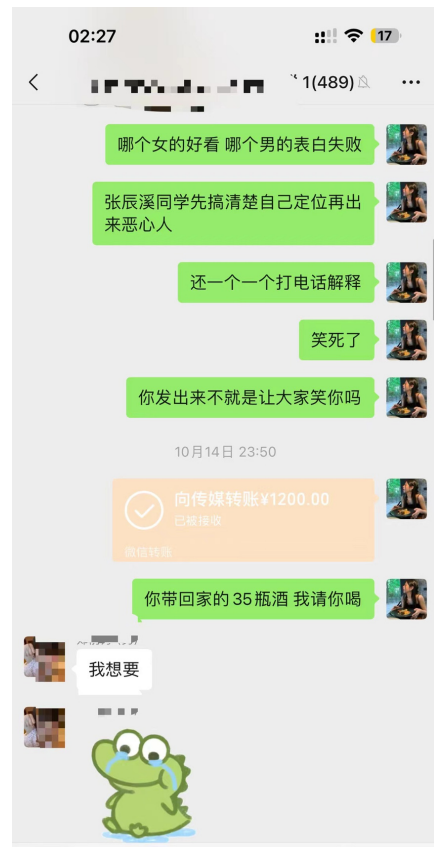 02:27
17
1(489)
哪个女的好看 哪个男的表白失败
张辰溪同学先搞清楚自己定位再出
来恶心人
还一个一个打电话解释
笑死了
你发出来不就是让大家笑你吗
10月14日 23:50
向传媒转账¥1200.00
已被接收
微信转账
你带回家的35瓶酒 我请你喝
我想要